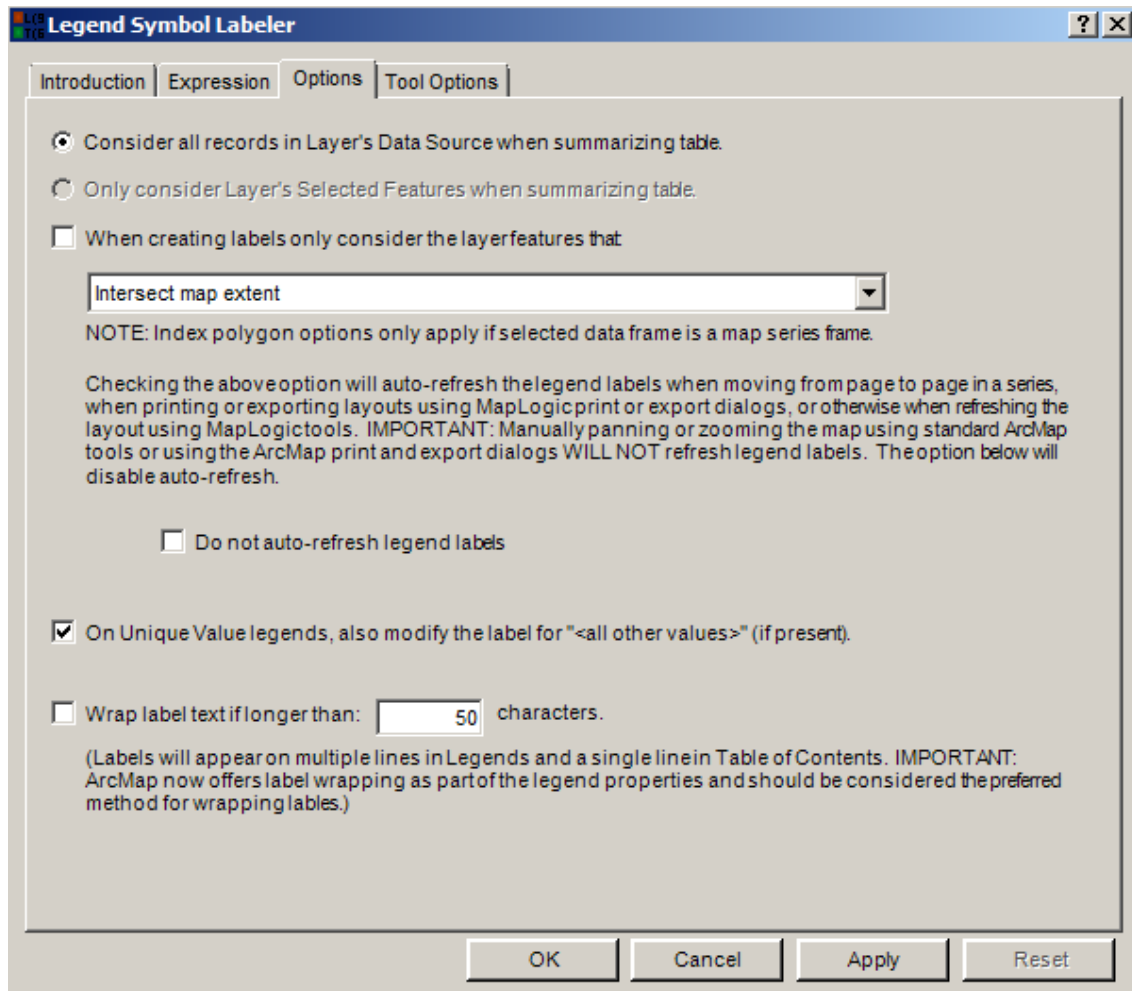 Legend Symbol Labeler
Introduction
Expression
Options
Tool Options
Consider all records in Layer's Data Source when summarizing table.
Only consider Layer's Selected Features when summarizing table.
When creating labels only consider the layer features that:
Intersect map extent
NOTE: Index polygon options only apply if selected data frame is a map series frame.
Checking the above option will auto-refresh the legend labels when moving from page to page in a series,
when printing or exporting layouts using MapLogic print or export dialogs, or otherwise when refreshing the
layout using MapLogic tools. IMPORTANT: Manually panning or zooming the map using standard ArcMap
tools or using the ArcMap print and export dialogs WILL NOT refresh legend labels. The option below will
disable auto-refresh.
Do not auto-refresh legend labels
On Unique Value legends, also modify the label for "<all other values>" (if present).
Wrap label text if longer than: 50 characters.
(Labels will appear on multiple lines in Legends and a single line in Table of Contents. IMPORTANT:
ArcMap now offers label wrapping as part of the legend properties and should be considered the preferred
method for wrapping lables.)
OK
Cancel
Apply
Reset